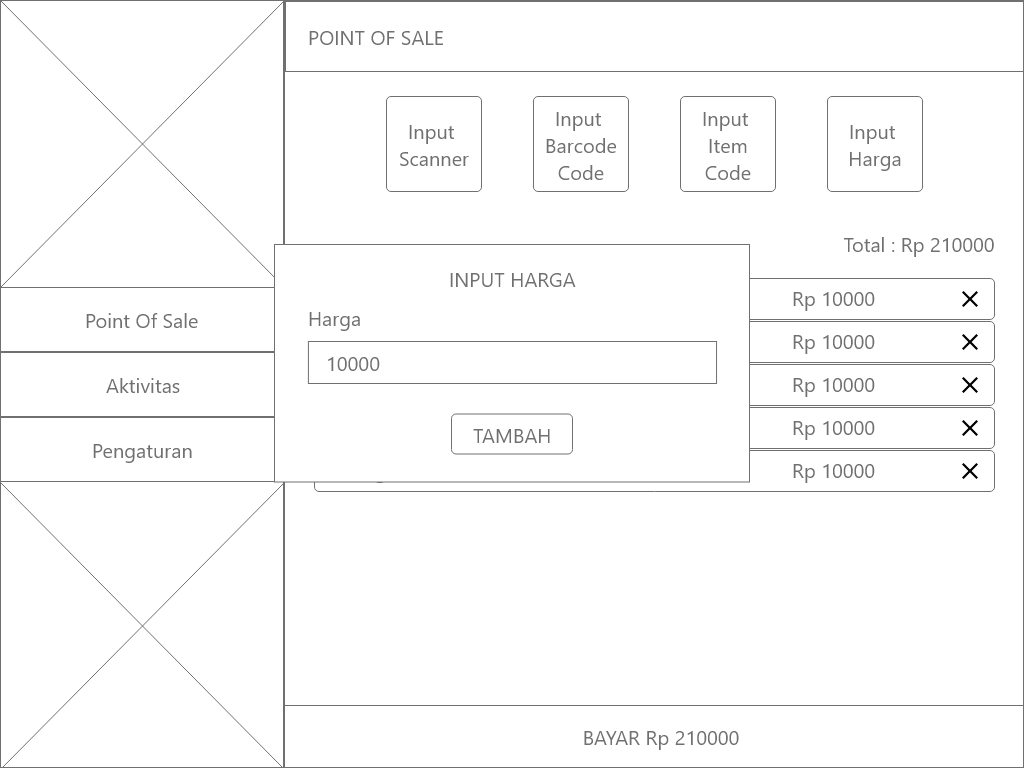 POINT OF SALE
Input
Scanner
Input
Barcode
Code
Input
Item
Code
Input
Harga
Total : Rp 210000
Point Of Sale
Aktivitas
Pengaturan
INPUT HARGA
Harga
10000
TAMBAH
Rp 10000
Rp 10000
Rp 10000
Rp 10000
Rp 10000
BAYAR Rp 210000